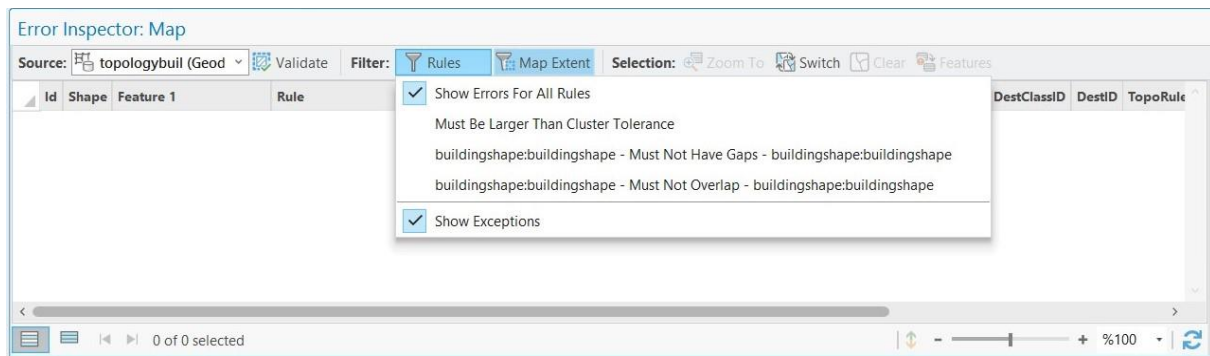 Error Inspector: Map
Source: topologybuil (Geod Validate Filter: Rules Map Extent Selection: Zoom To Switch Clear Features
Id Shape Feature 1 Rule DestClassID DestID TopoRule
Show Errors For All Rules
Must Be Larger Than Cluster Tolerance
buildingshape:buildingshape - Must Not Have Gaps - buildingshape:buildingshape
buildingshape:buildingshape - Must Not Overlap - buildingshape:buildingshape
Show Exceptions
0 of 0 selected %100